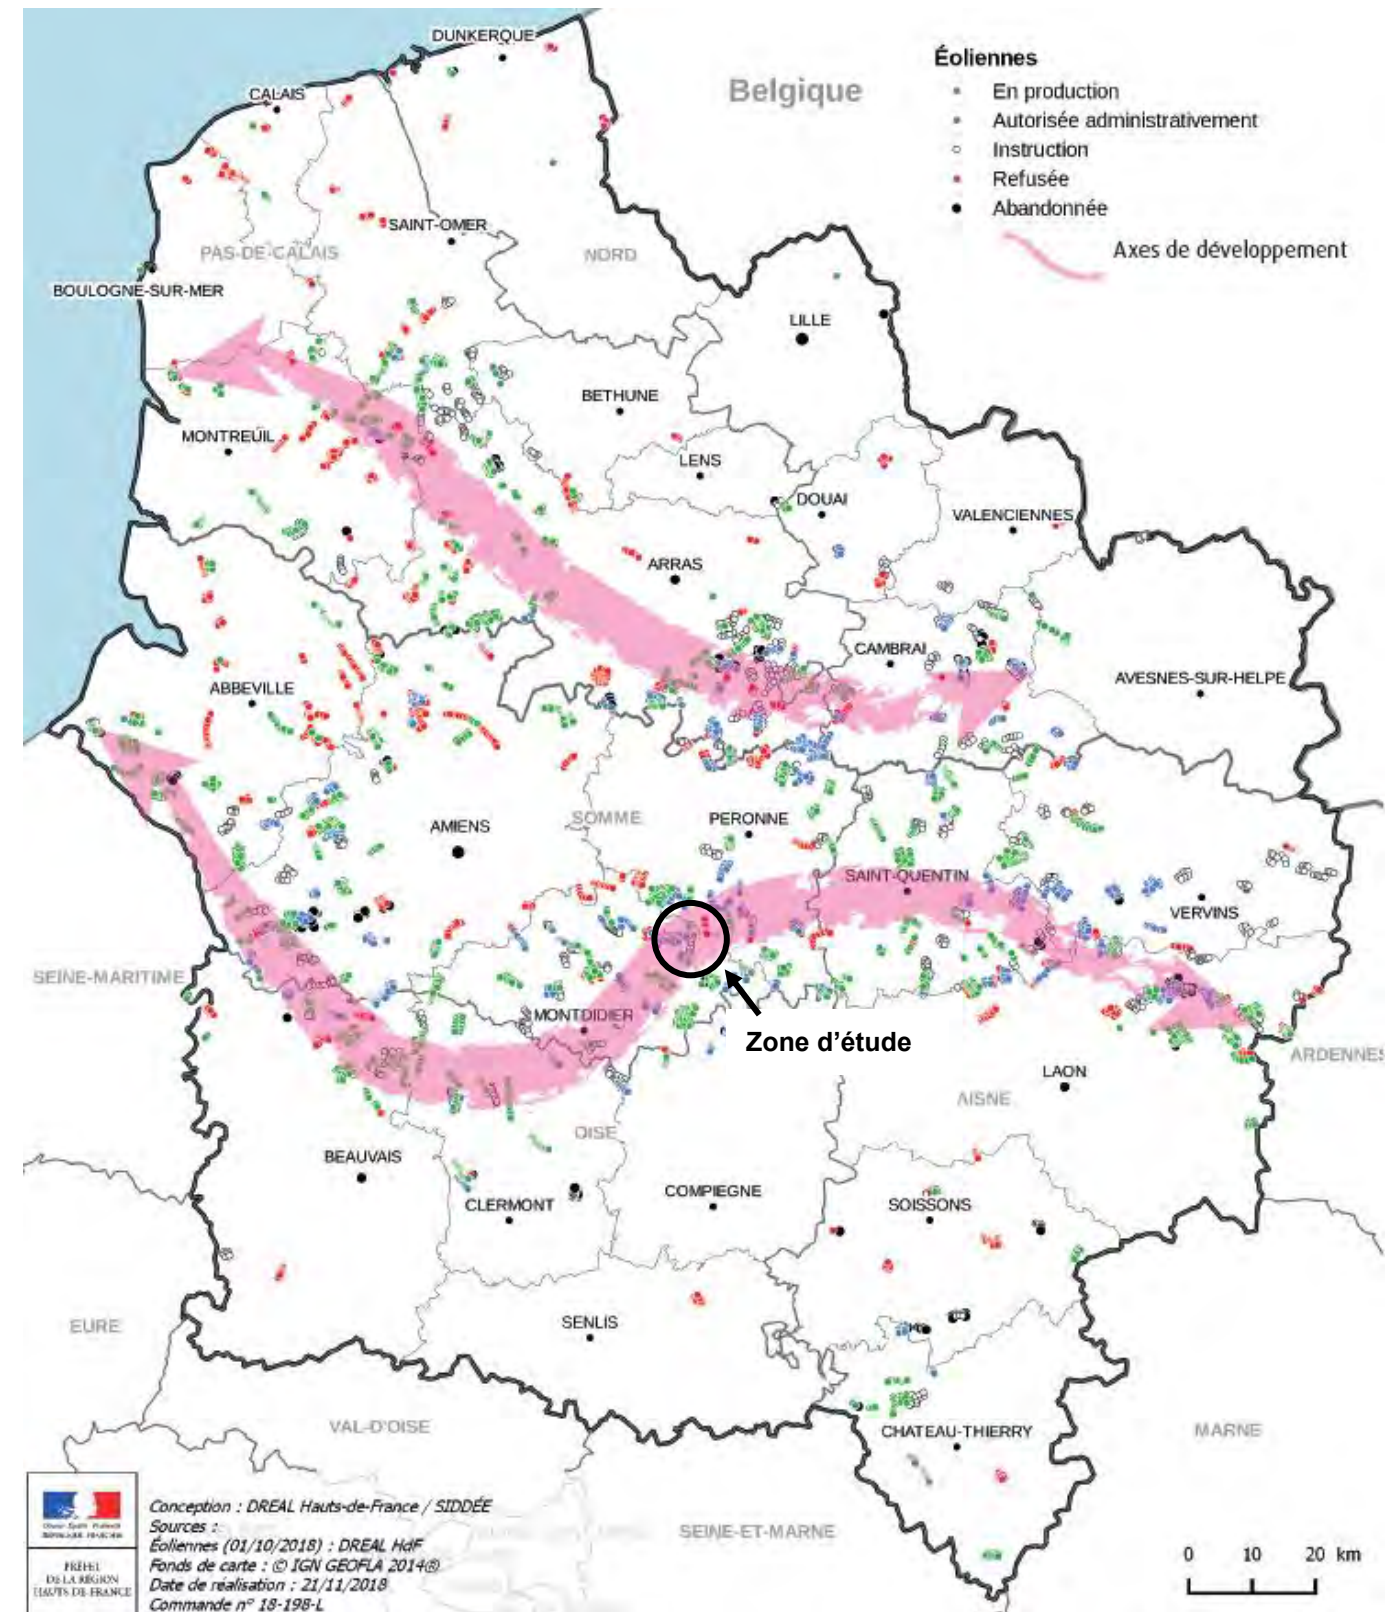 DUNKERQUE
Éoliennes
Belgique
En production
CALAIS
Autorisée administrativement
Instruction
Refusée
Abandonnée
SAINT-OMER
PAS-DE-CALAIS
NORD
Axes de développement
BOULOGNE-SUR-MER
LILLE
BETHUNE
MONTREUIL
LENS
DOUAI
VALENCIENNES
ARRAS
CAMBRAI
AVESNES-SUR-HELPE
ABBEVILLE
SOMME
PERONNE
AMIENS
SAINT-QUENTIN
VERVINS
SEINE-MARITIME
MONTDIDIER
Zone d'étude
ARDENNES
LAON
AISNE
OISE
BEAUVAIS
COMPIEGNE
CLERMONT
SOISSONS
EURE
SENLIS
VAL-D'OISE
CHATEAU-THIERRY
MARNE
SEINE-ET-MARNE
PRÉFET
DE LA RÉGION
HAUTS-DE-FRANCE
Conception : DREAL Hauts-de-France / SIDDÉE
Sources :
Éoliennes (01/10/2018) : DREAL HdF
Fonds de carte : © IGN GEOFLA 2014®
Date de réalisation : 21/11/2018
Commande n° 18-198-L
0 10 20 km